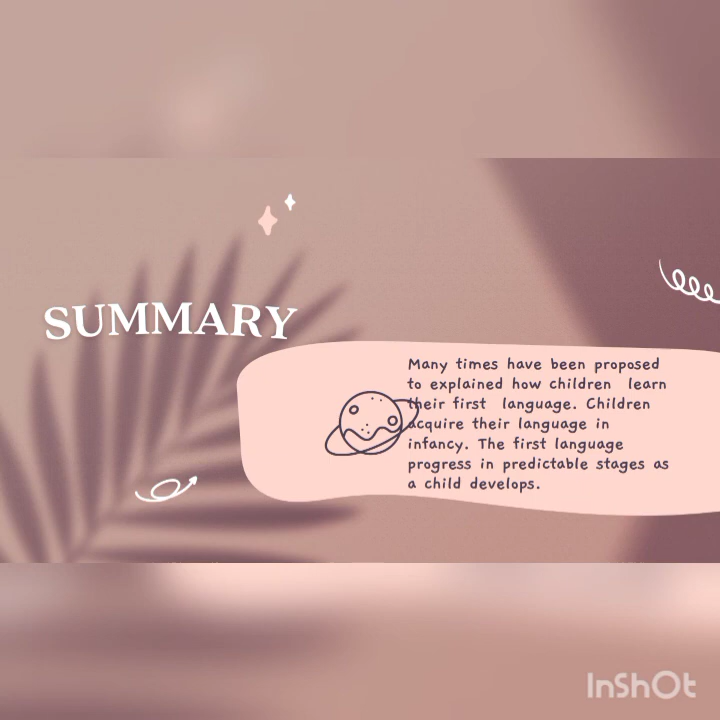 SUMMARY
Many times have been proposed
to explained how children learn
their first language. Children
acquire their language in
infancy. The first language
progress in predictable stages as
a child develops.
InShOt